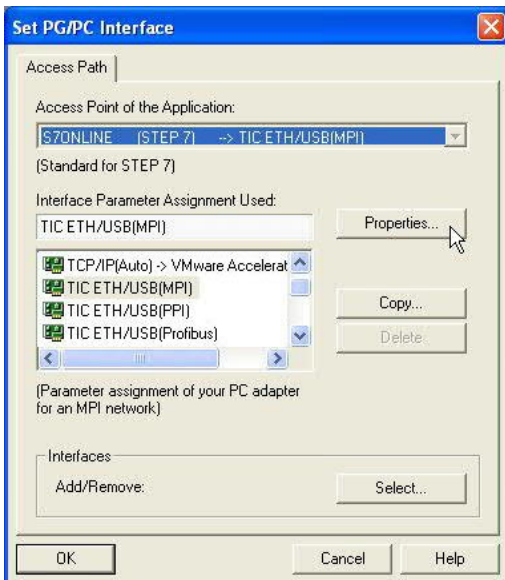 Set PG/PC Interface
Access Path
Access Point of the Application:
S7ONLINE (STEP 7) --> TIC ETH/USB(MPI)
(Standard for STEP 7)
Interface Parameter Assignment Used:
TIC ETH/USB(MPI)
Properties...
TCP/IP(Auto) -> VMware Accelerat
TIC ETH/USB(MPI)
TIC ETH/USB(PPI)
TIC ETH/USB(Profibus)
Copy...
Delete
(Parameter assignment of your PC adapter
for an MPI network)
Interfaces
Add/Remove:
Select...
OK
Cancel
Help